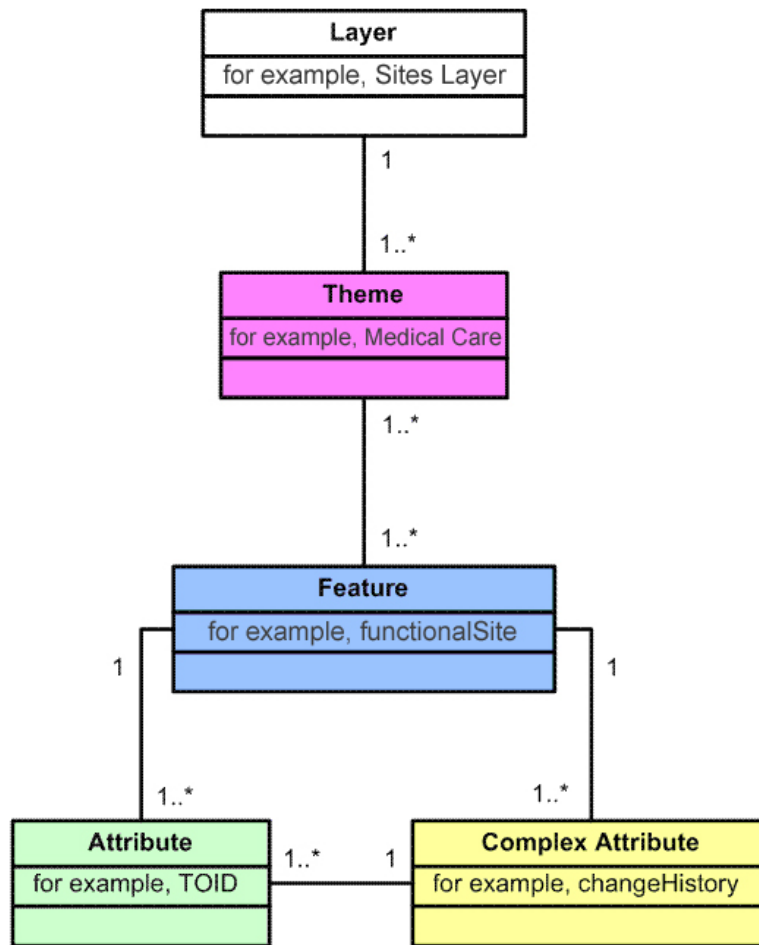 Layer
for example, Sites Layer
1
1..*
Theme
for example, Medical Care
1..*
1..*
Feature
for example, functionalSite
1
1
1..*
1..*
Attribute
for example, TOID
1..*
1
Complex Attribute
for example, changeHistory